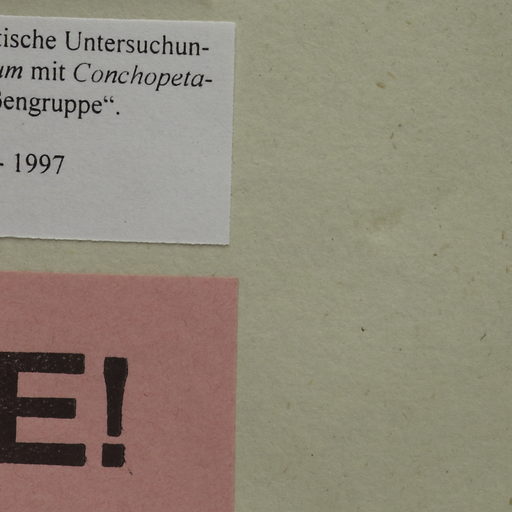 tische Untersuchun-
um mit Conchopeta-
ßengruppe“.
- 1997
E!